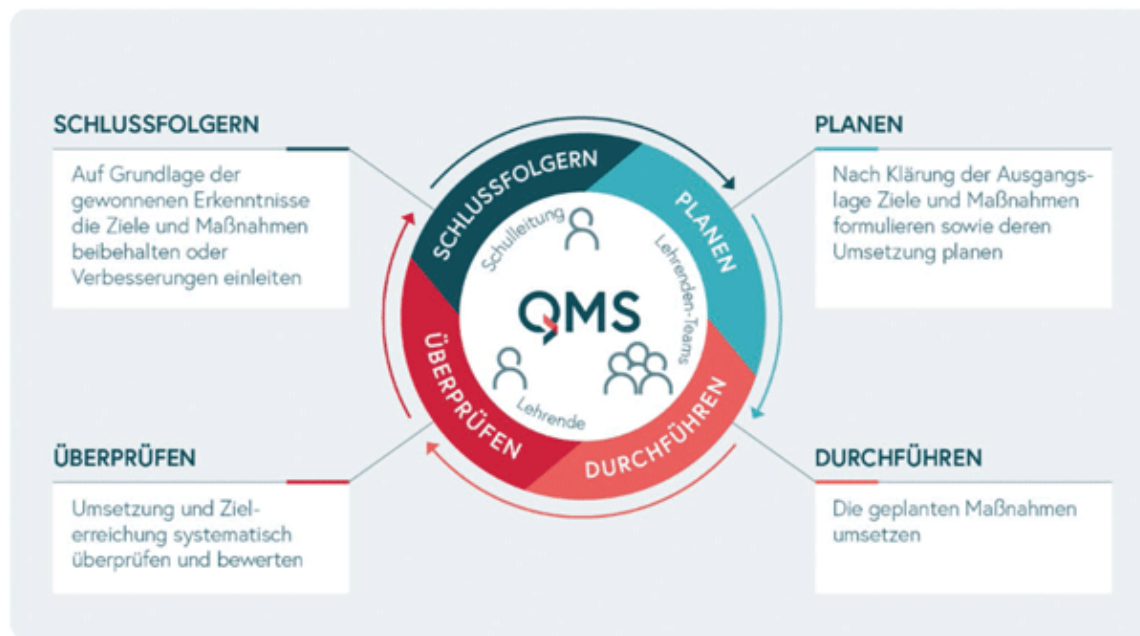 SCHLUSSFOLGERN
Auf Grundlage der
gewonnenen Erkenntnisse
die Ziele und Maßnahmen
beibehalten oder
Verbesserungen einleiten
PLANEN
Nach Klärung der Ausgangs-
lage Ziele und Maßnahmen
formulieren sowie deren
Umsetzung planen
SCHLUSSFOLGERN
PLANEN
DURCHFÜHREN
ÜBERPRÜFEN
Schulleitung
Lehrenden-Teams
Lehrende
QMS
ÜBERPRÜFEN
Umsetzung und Ziel-
erreichung systematisch
überprüfen und bewerten
DURCHFÜHREN
Die geplanten Maßnahmen
umsetzen